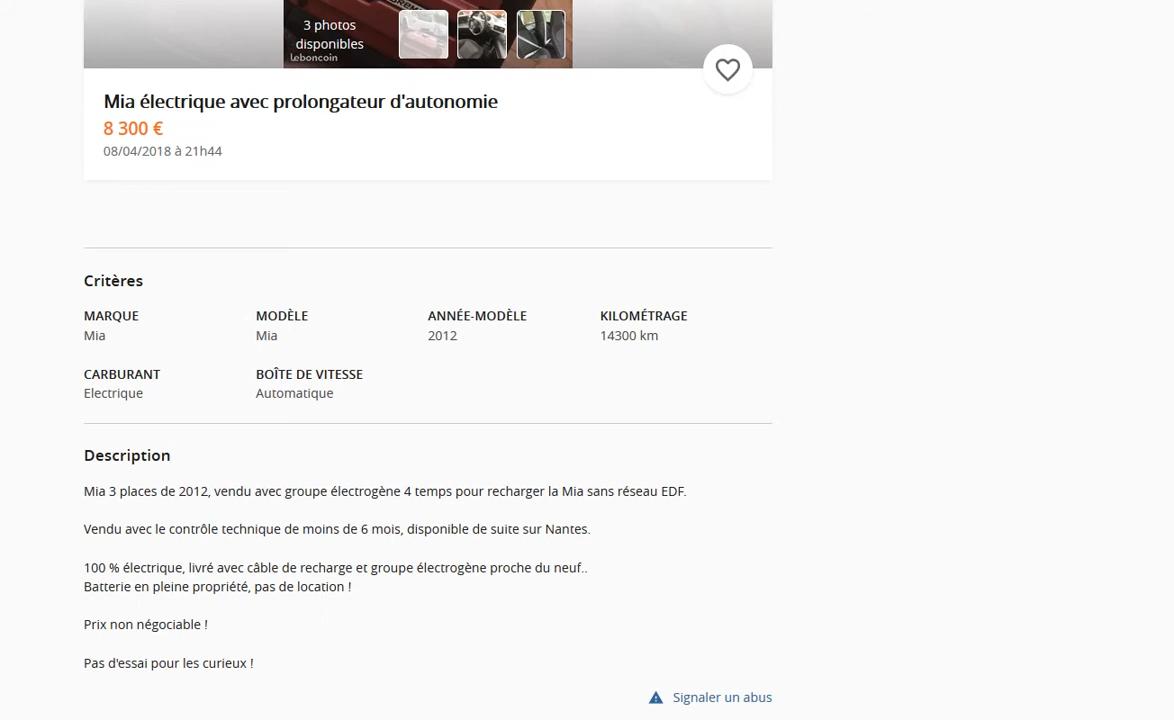 3 photos
disponibles
leboncoin
Mia électrique avec prolongateur d'autonomie
8 300 €
08/04/2018 à 21h44
Critères
MARQUE MODÈLE ANNÉE-MODÈLE KILOMÉTRAGE
Mia Mia 2012 14300 km
CARBURANT BOÎTE DE VITESSE
Electrique Automatique
Description
Mia 3 places de 2012, vendu avec groupe électrogène 4 temps pour recharger la Mia sans réseau EDF.
Vendu avec le contrôle technique de moins de 6 mois, disponible de suite sur Nantes.
100 % électrique, livré avec câble de recharge et groupe électrogène proche du neuf..
Batterie en pleine propriété, pas de location !
Prix non négociable !
Pas d'essai pour les curieux !
Signaler un abus